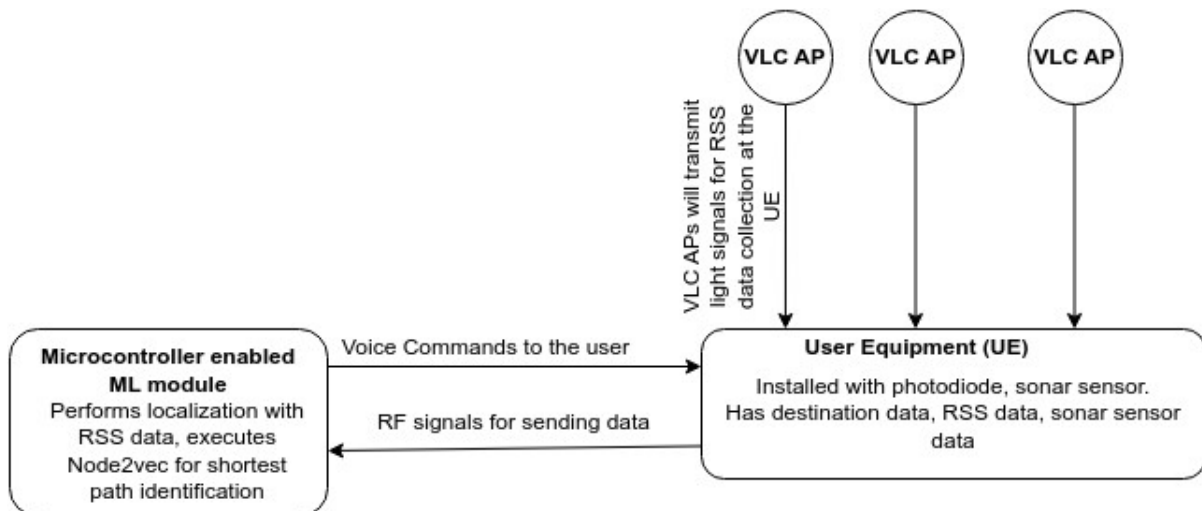 VLC AP
VLC AP
VLC AP
VLC APs will transmit
light signals for RSS
data collection at the
UE
Microcontroller enabled
ML module
Performs localization with
RSS data, executes
Node2vec for shortest
path identification
Voice Commands to the user
RF signals for sending data
User Equipment (UE)
Installed with photodiode, sonar sensor.
Has destination data, RSS data, sonar sensor
data